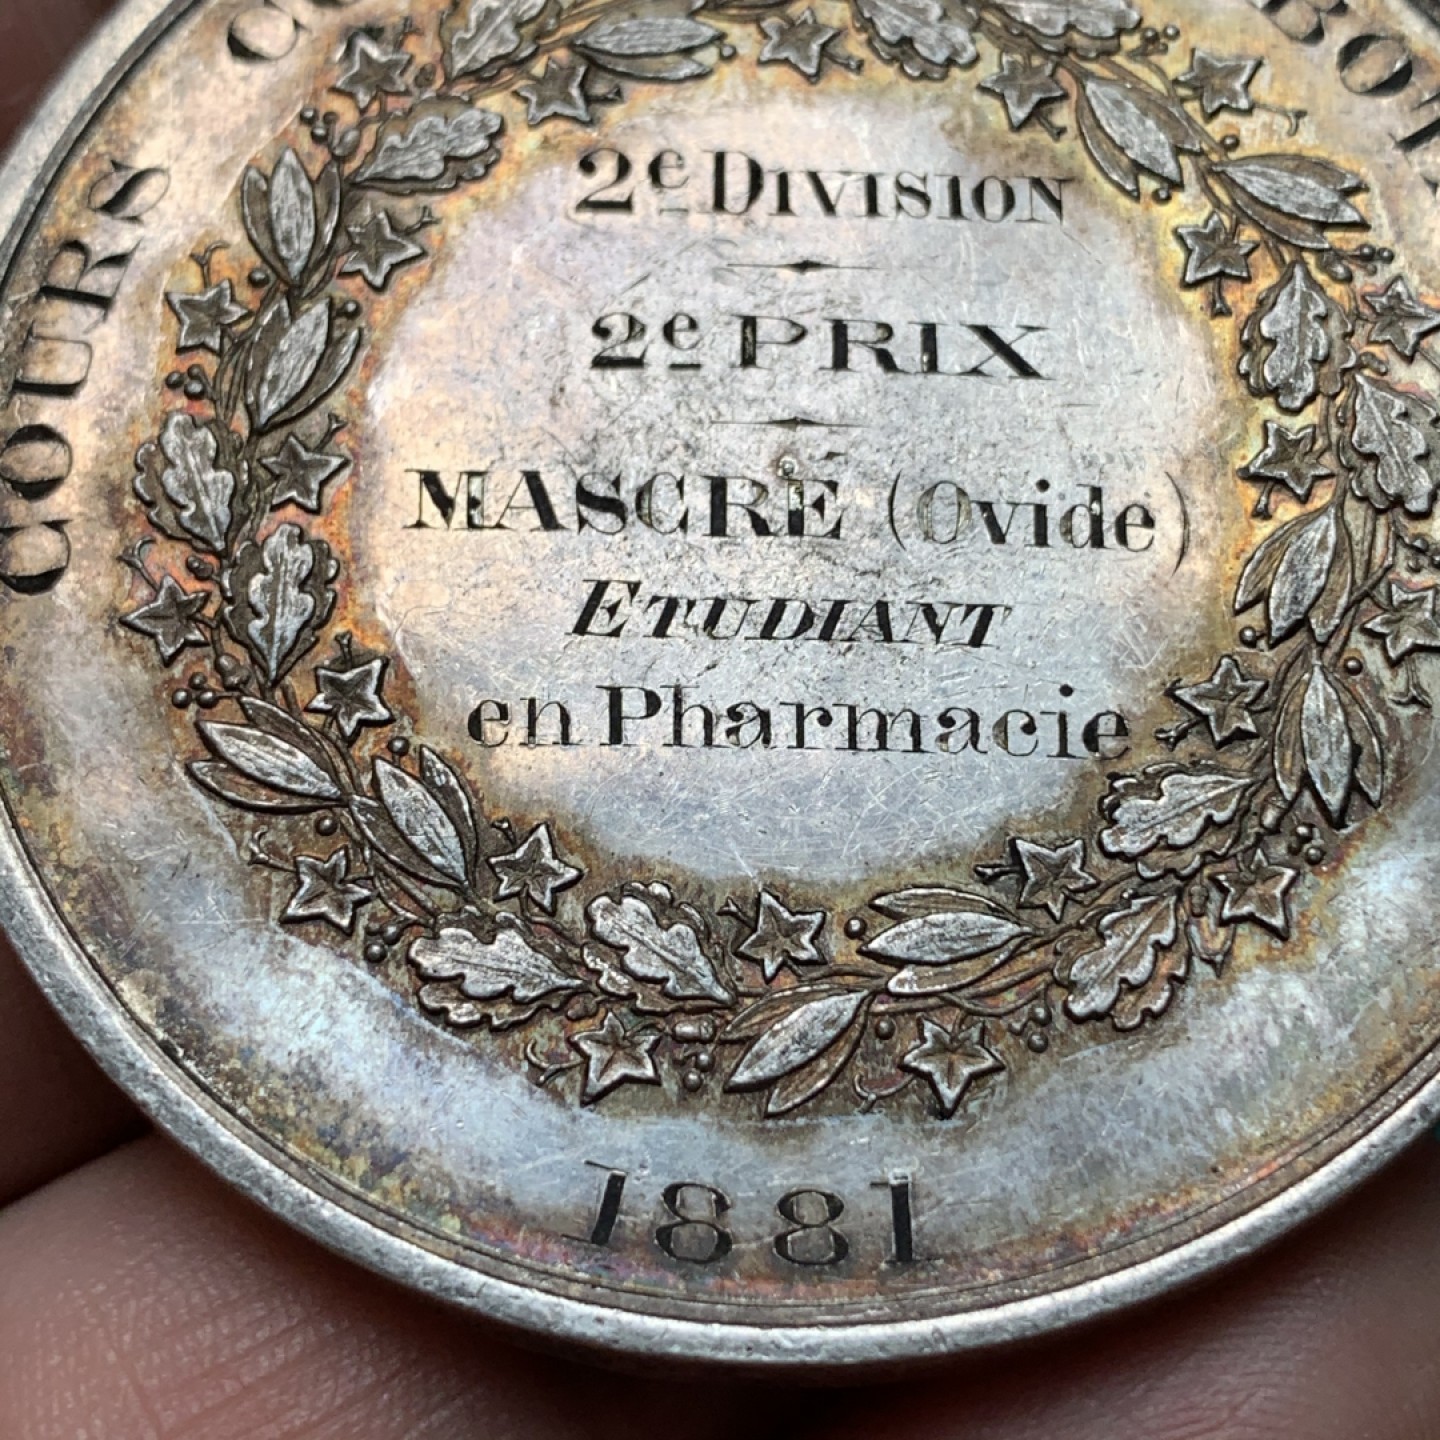 COURS
2e DIVISION
2e PRIX
MASCRÉ (Ovide)
ETUDIANT
en Pharmacie
1881